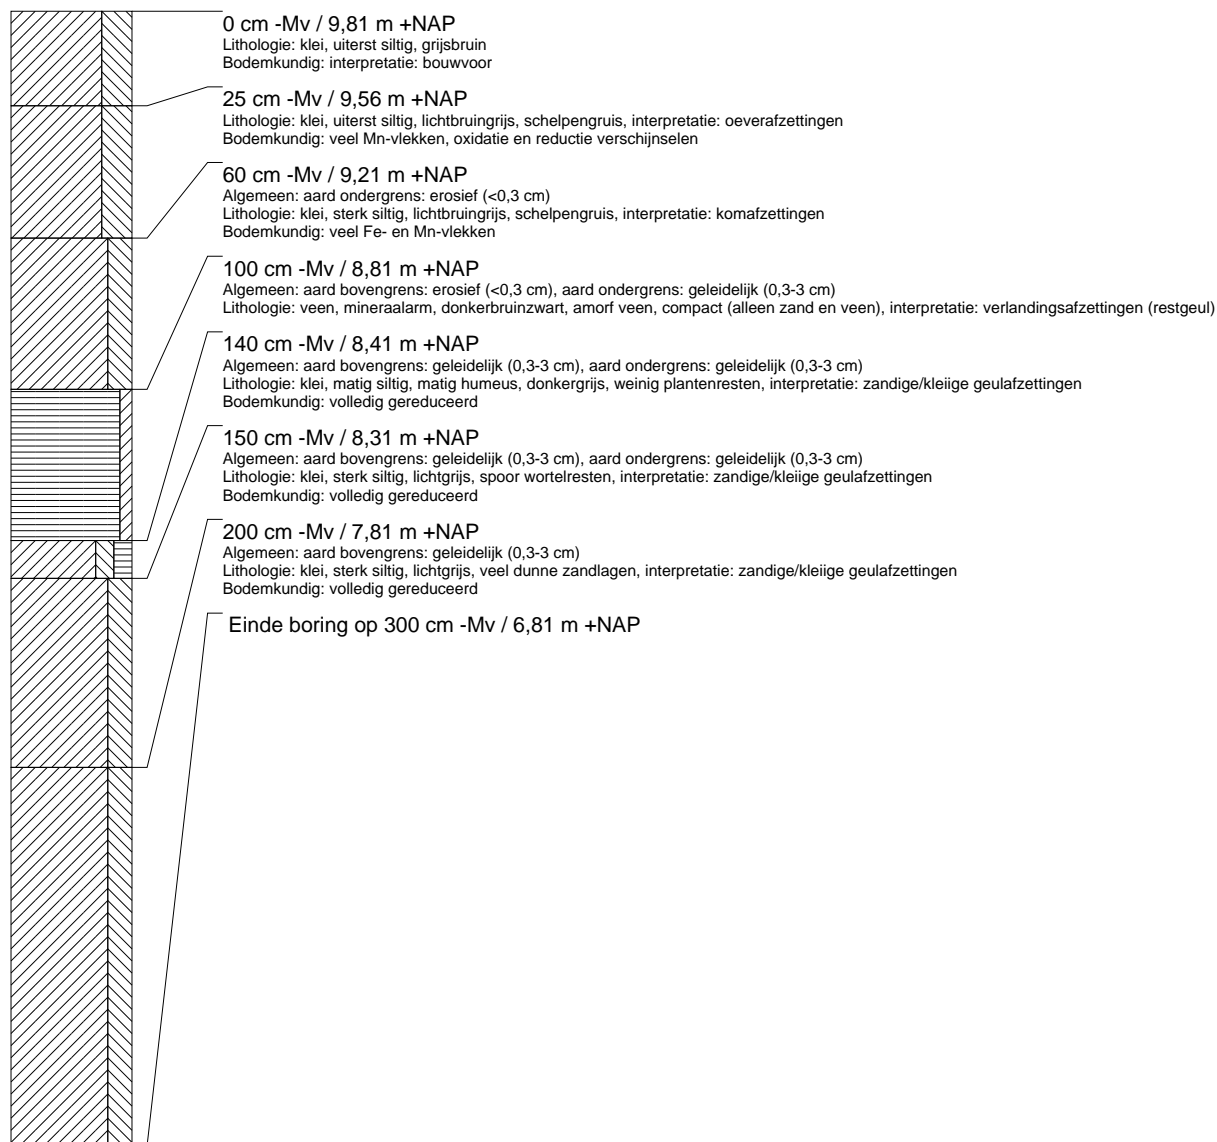 0 cm -Mv / 9,81 m +NAP
Lithologie: klei, uiterst siltig, grijsbruin
Bodemkundig: interpretatie: bouwvoor
25 cm -Mv / 9,56 m +NAP
Lithologie: klei, uiterst siltig, lichtbruingrijs, schelpengruis, interpretatie: oeverafzettingen
Bodemkundig: veel Mn-vlekken, oxidatie en reductie verschijnselen
60 cm -Mv / 9,21 m +NAP
Algemeen: aard ondergrens: erosief (<0,3 cm)
Lithologie: klei, sterk siltig, lichtbruingrijs, schelpengruis, interpretatie: komafzettingen
Bodemkundig: veel Fe- en Mn-vlekken
100 cm -Mv / 8,81 m +NAP
Algemeen: aard bovengrens: erosief (<0,3 cm), aard ondergrens: geleidelijk (0,3-3 cm)
Lithologie: veen, mineraalarm, donkerbruinzwart, amorf veen, compact (alleen zand en veen), interpretatie: verlandingsafzettingen (restgeul)
140 cm -Mv / 8,41 m +NAP
Algemeen: aard bovengrens: geleidelijk (0,3-3 cm), aard ondergrens: geleidelijk (0,3-3 cm)
Lithologie: klei, matig siltig, matig humeus, donkergrijs, weinig plantenresten, interpretatie: zandige/kleiige geulafzettingen
Bodemkundig: volledig gereduceerd
150 cm -Mv / 8,31 m +NAP
Algemeen: aard bovengrens: geleidelijk (0,3-3 cm), aard ondergrens: geleidelijk (0,3-3 cm)
Lithologie: klei, sterk siltig, lichtgrijs, spoor wortelresten, interpretatie: zandige/kleiige geulafzettingen
Bodemkundig: volledig gereduceerd
200 cm -Mv / 7,81 m +NAP
Algemeen: aard bovengrens: geleidelijk (0,3-3 cm)
Lithologie: klei, sterk siltig, lichtgrijs, veel dunne zandlagen, interpretatie: zandige/kleiige geulafzettingen
Bodemkundig: volledig gereduceerd
Einde boring op 300 cm -Mv / 6,81 m +NAP